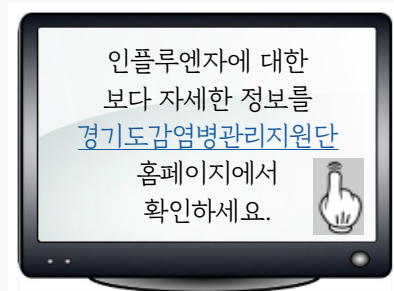 인플루엔자에 대한
보다 자세한 정보를
경기도감염병관리지원단
홈페이지에서
확인하세요.